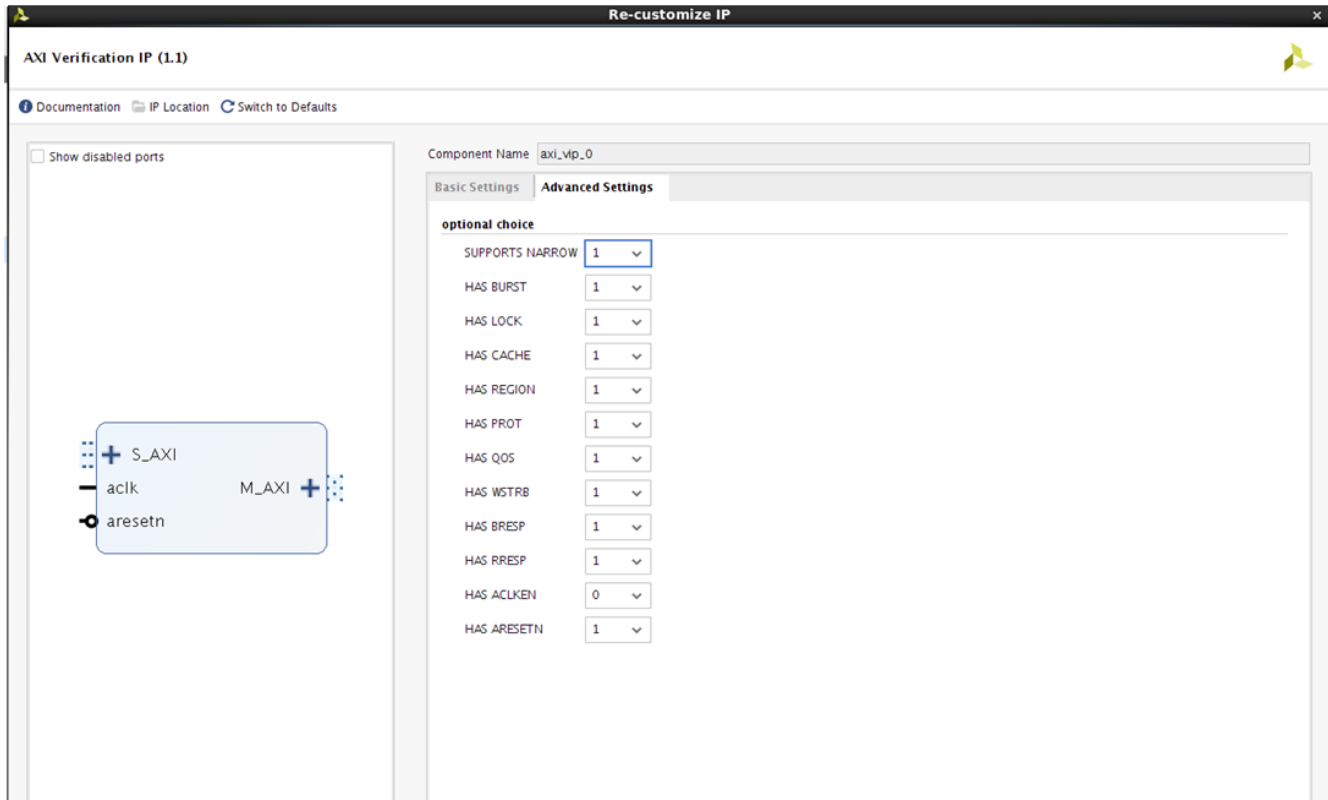 Re-customize IP
AXI Verification IP (1.1)
Documentation IP Location Switch to Defaults
Show disabled ports
S_AXI
aclk M_AXI
aresetn
Component Name axi_vip_0
Basic Settings Advanced Settings
optional choice
SUPPORTS NARROW 1
HAS BURST 1
HAS LOCK 1
HAS CACHE 1
HAS REGION 1
HAS PROT 1
HAS QOS 1
HAS WSTRB 1
HAS BRESP 1
HAS RRESP 1
HAS ACLKEN 0
HAS ARESETN 1